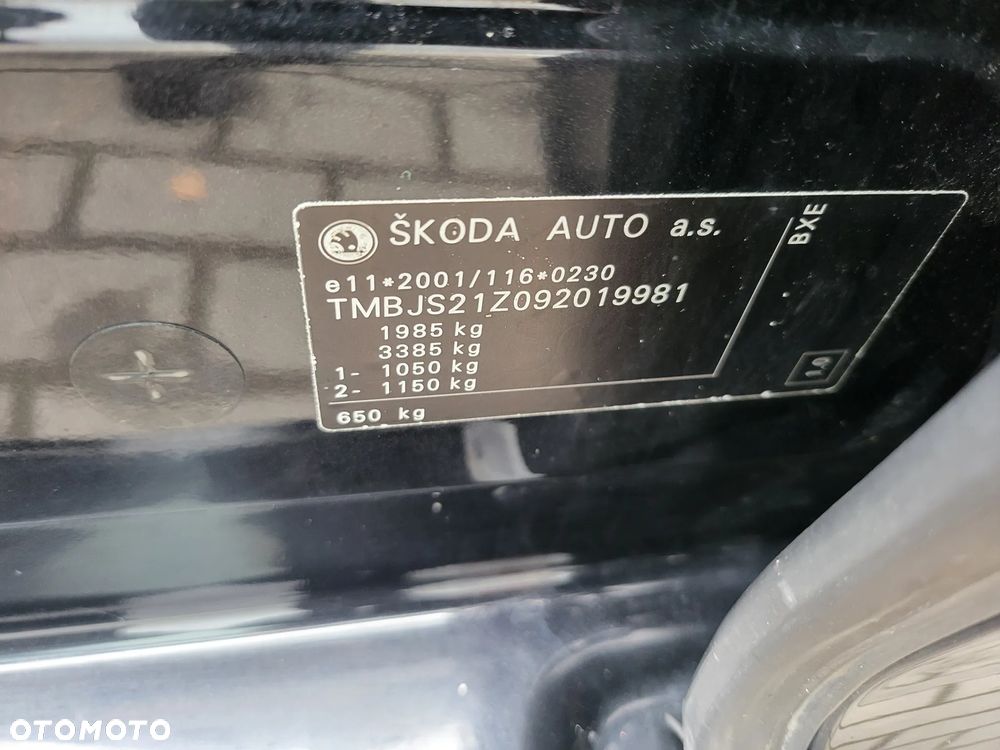 ŠKODA AUTO a.s.
BXE
e11*2001/116*0230
TMBJS21Z092019981
1985 kg
3385 kg
1- 1050 kg
2- 1150 kg
650 kg
OTOMOTO